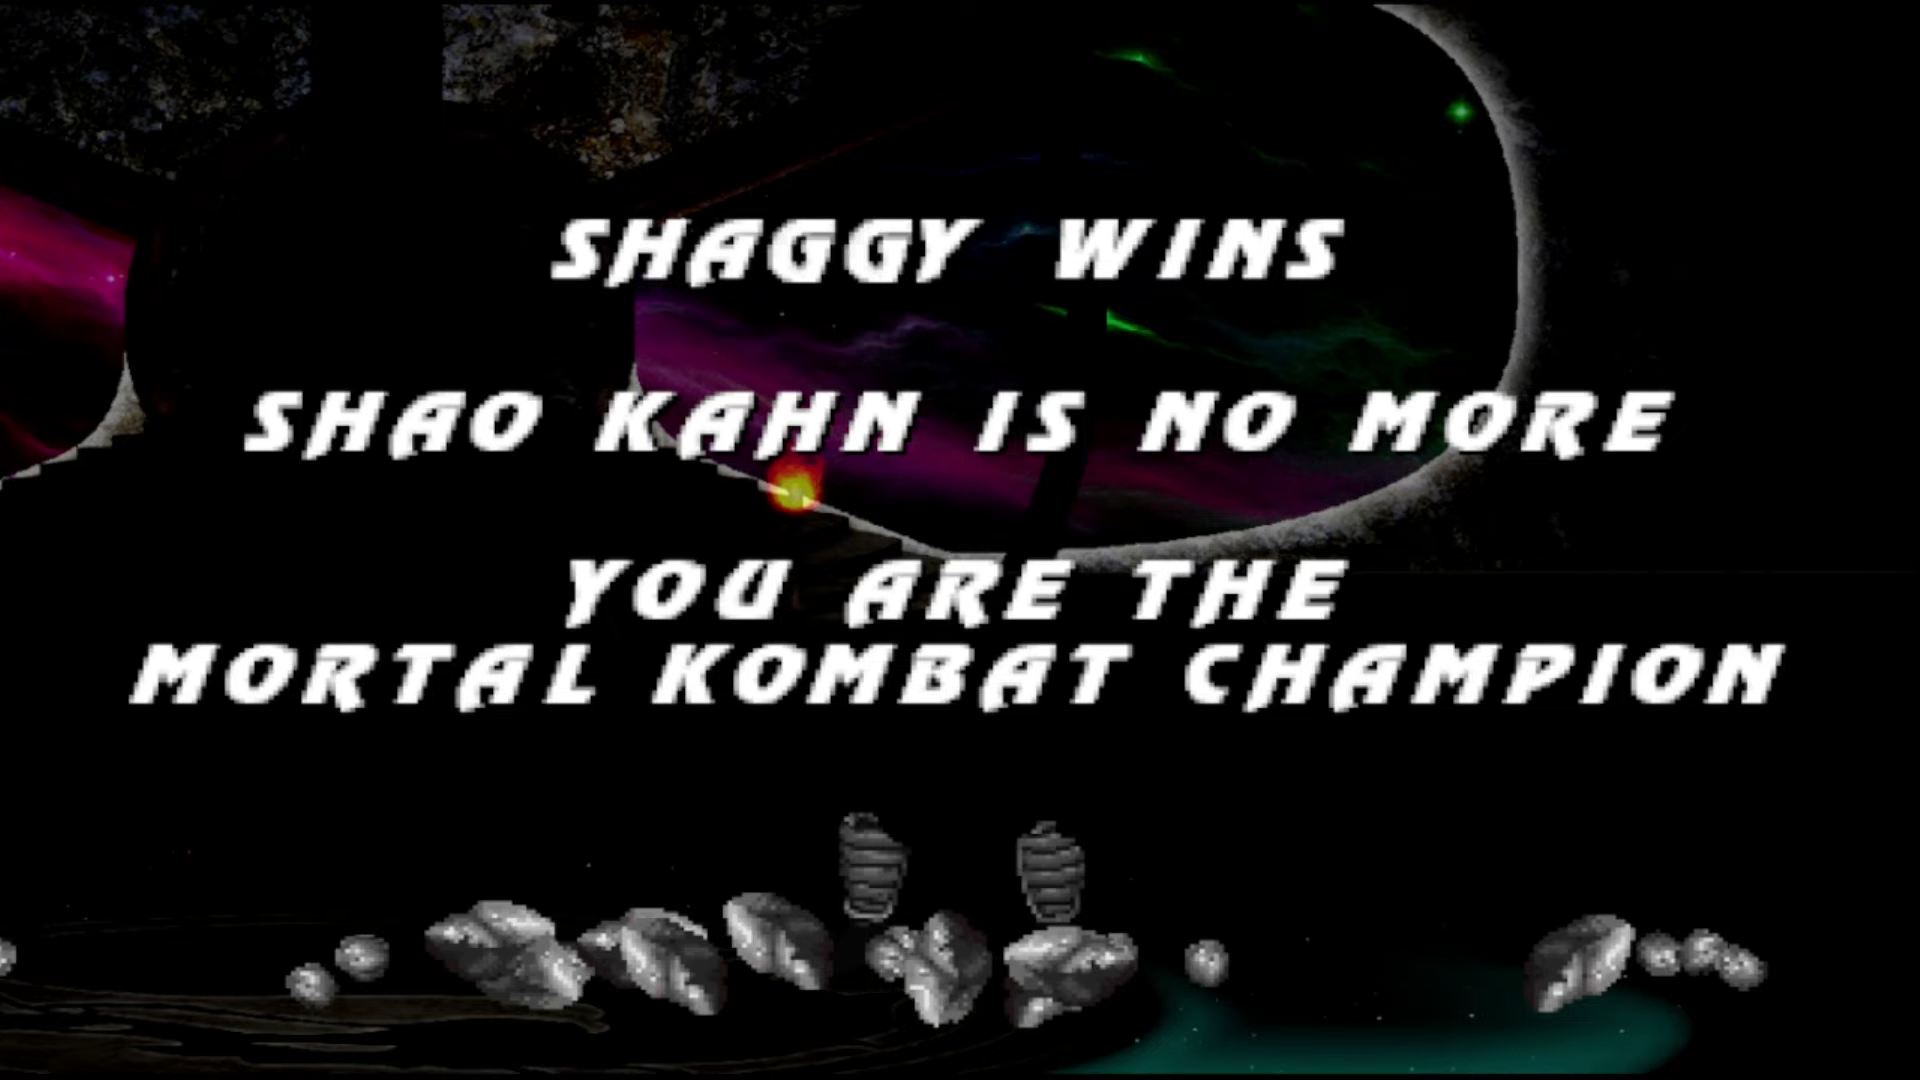 SHAGGY WINS
SHAO KAHN IS NO MORE
YOU ARE THE
MORTAL KOMBAT CHAMPION